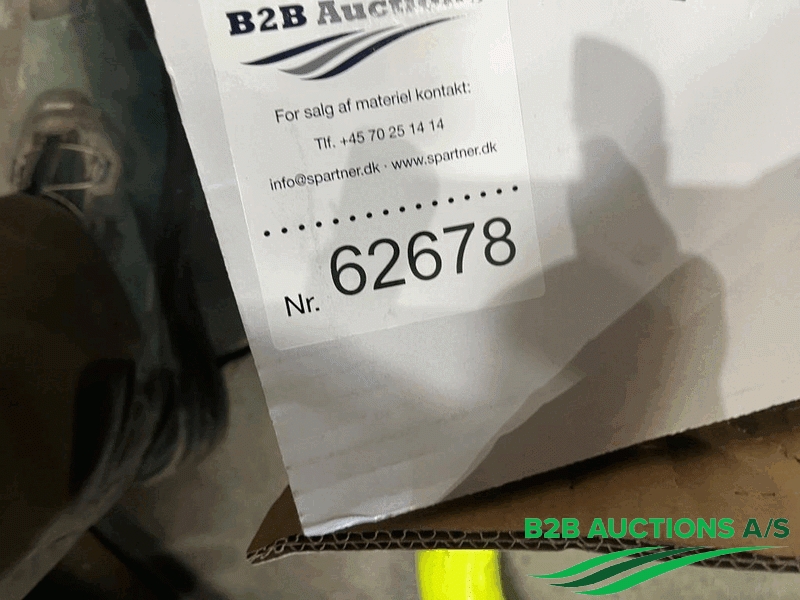 B2B Auctions
For salg af materiel kontakt:
Tlf. +45 70 25 14 14
info@spartner.dk · www.spartner.dk
Nr. 62678
B2B AUCTIONS A/S